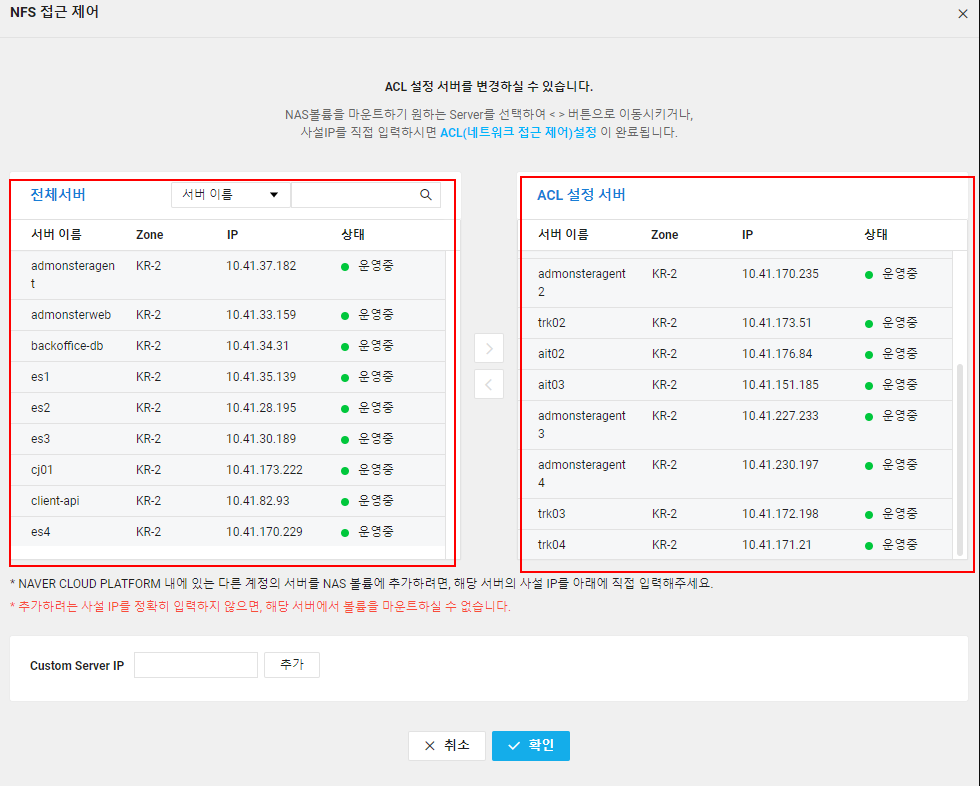 NFS 접근 제어
ACL 설정 서버를 변경하실 수 있습니다.
NAS볼륨을 마운트하기 원하는 Server를 선택하여 < > 버튼으로 이동시키거나,
사설IP를 직접 입력하시면 ACL(네트워크 접근 제어)설정 이 완료됩니다.
전체서버 서버 이름
서버 이름 Zone IP 상태
admonsteragen
t KR-2 10.41.37.182 운영중
admonsterweb KR-2 10.41.33.159 운영중
backoffice-db KR-2 10.41.34.31 운영중
es1 KR-2 10.41.35.139 운영중
es2 KR-2 10.41.28.195 운영중
es3 KR-2 10.41.30.189 운영중
cj01 KR-2 10.41.173.222 운영중
client-api KR-2 10.41.82.93 운영중
es4 KR-2 10.41.170.229 운영중
ACL 설정 서버
서버 이름 Zone IP 상태
admonsteragent
2 KR-2 10.41.170.235 운영중
trk02 KR-2 10.41.173.51 운영중
ait02 KR-2 10.41.176.84 운영중
ait03 KR-2 10.41.151.185 운영중
admonsteragent
3 KR-2 10.41.227.233 운영중
admonsteragent
4 KR-2 10.41.230.197 운영중
trk03 KR-2 10.41.172.198 운영중
trk04 KR-2 10.41.171.21 운영중
* NAVER CLOUD PLATFORM 내에 있는 다른 계정의 서버를 NAS 볼륨에 추가하려면, 해당 서버의 사설 IP를 아래에 직접 입력해주세요.
* 추가하려는 사설 IP를 정확히 입력하지 않으면, 해당 서버에서 볼륨을 마운트하실 수 없습니다.
Custom Server IP 추가
취소 확인